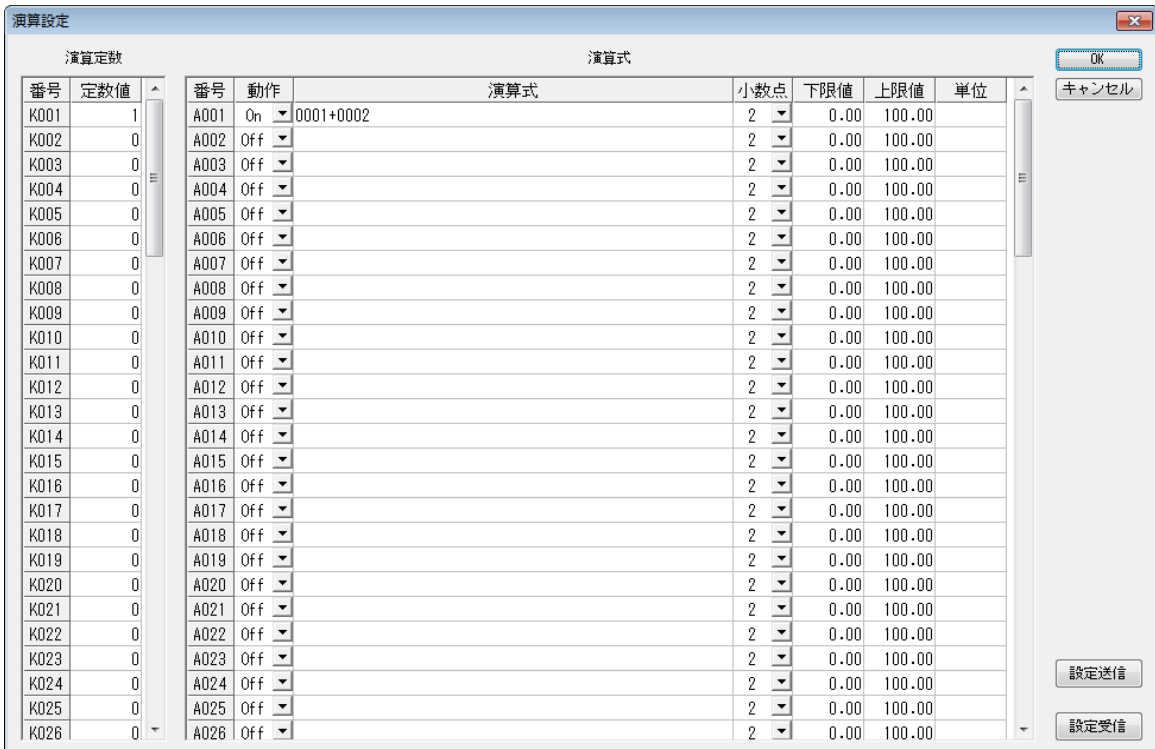 演算設定
演算定数
演算式
OK
番号 定数値 番号 動作 演算式 小数点 下限値 上限値 単位 キャンセル
K001 1 A001 On 0001+0002 2 0.00 100.00
K002 0 A002 Off 2 0.00 100.00
K003 0 A003 Off 2 0.00 100.00
K004 0 A004 Off 2 0.00 100.00
K005 0 A005 Off 2 0.00 100.00
K006 0 A006 Off 2 0.00 100.00
K007 0 A007 Off 2 0.00 100.00
K008 0 A008 Off 2 0.00 100.00
K009 0 A009 Off 2 0.00 100.00
K010 0 A010 Off 2 0.00 100.00
K011 0 A011 Off 2 0.00 100.00
K012 0 A012 Off 2 0.00 100.00
K013 0 A013 Off 2 0.00 100.00
K014 0 A014 Off 2 0.00 100.00
K015 0 A015 Off 2 0.00 100.00
K016 0 A016 Off 2 0.00 100.00
K017 0 A017 Off 2 0.00 100.00
K018 0 A018 Off 2 0.00 100.00
K019 0 A019 Off 2 0.00 100.00
K020 0 A020 Off 2 0.00 100.00
K021 0 A021 Off 2 0.00 100.00
K022 0 A022 Off 2 0.00 100.00
K023 0 A023 Off 2 0.00 100.00
設定送信
K024 0 A024 Off 2 0.00 100.00
K025 0 A025 Off 2 0.00 100.00
K026 0 A026 Off 2 0.00 100.00
設定受信